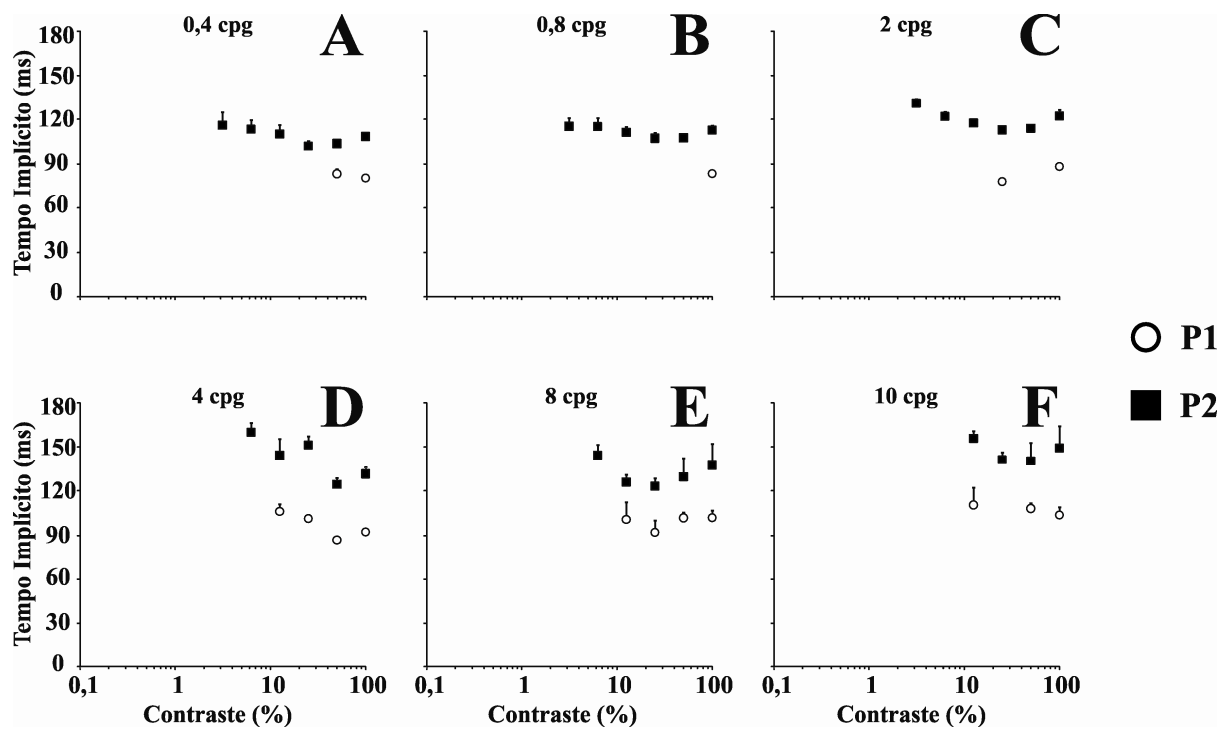 0,4 cpg A
0,8 cpg B
2 cpg C
Tempo Implícito (ms)
180
150
120
90
60
30
0
P1
P2
4 cpg D
8 cpg E
10 cpg F
Tempo Implícito (ms)
180
150
120
90
60
30
0
0,1 1 10 100
0,1 1 10 100
0,1 1 10 100
Contraste (%)
Contraste (%)
Contraste (%)